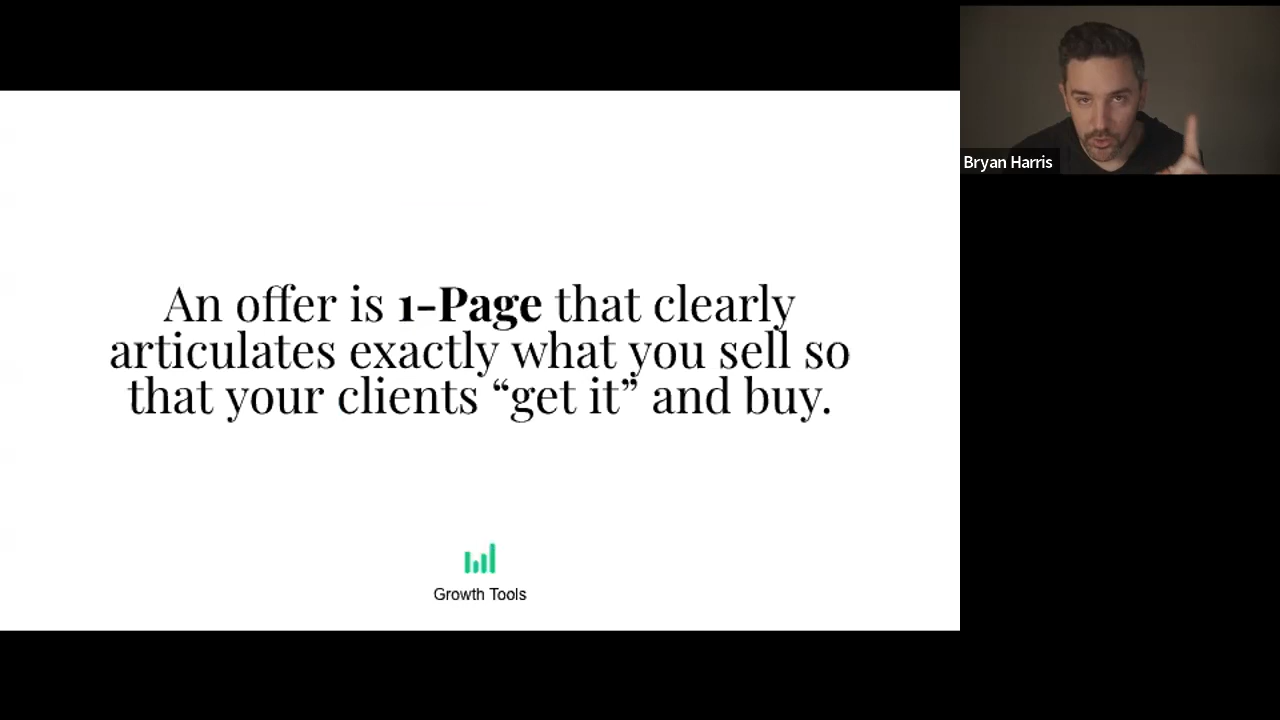 An offer is 1-Page that clearly
articulates exactly what you sell so
that your clients “get it” and buy.
Growth Tools
Bryan Harris